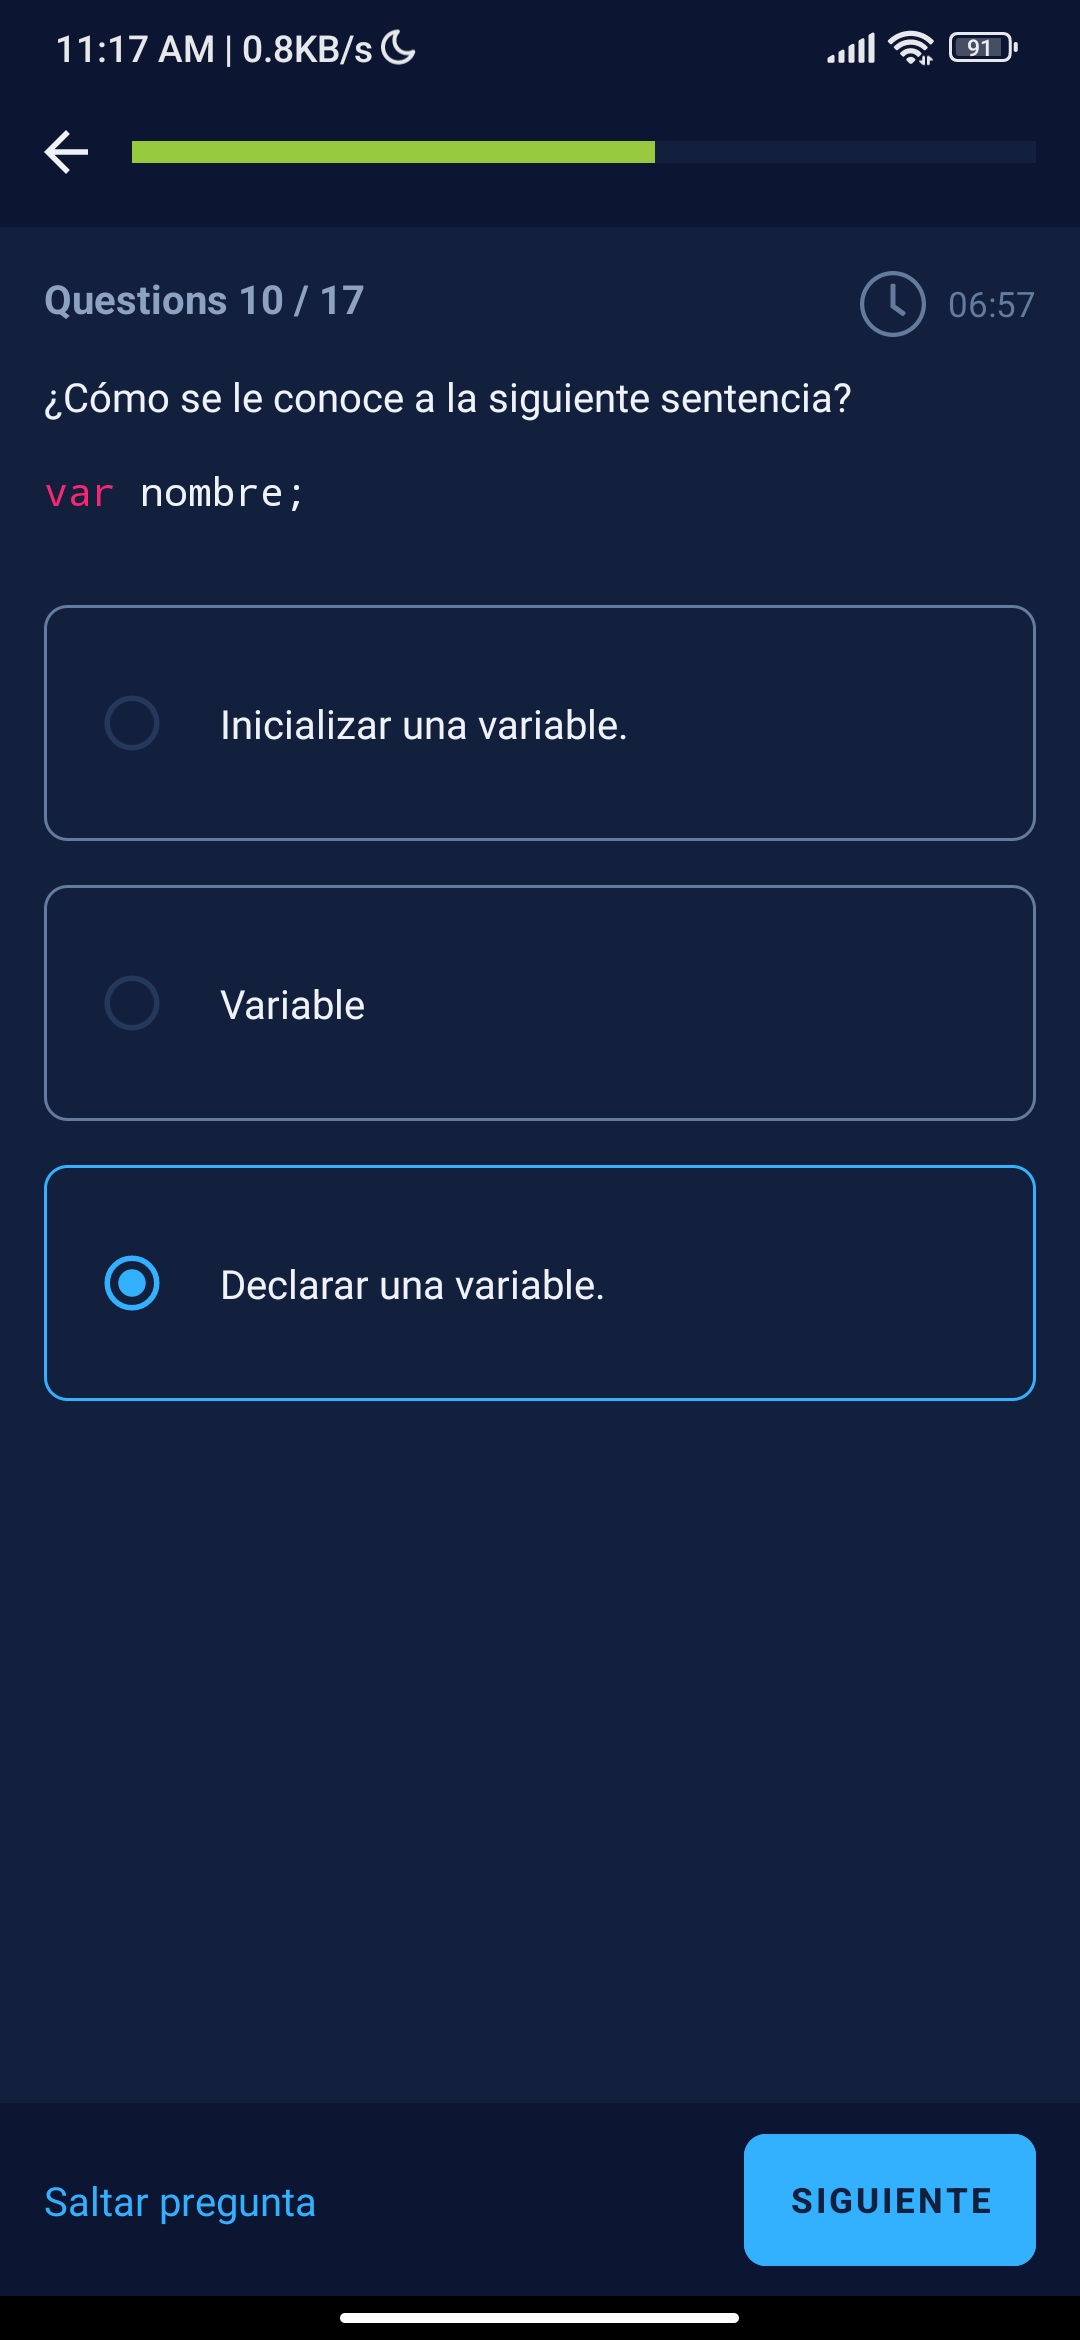 11:17 AM | 0.8KB/s
91
Questions 10 / 17
06:57
¿Cómo se le conoce a la siguiente sentencia?
var nombre;
Inicializar una variable.
Variable
Declarar una variable.
Saltar pregunta
SIGUIENTE